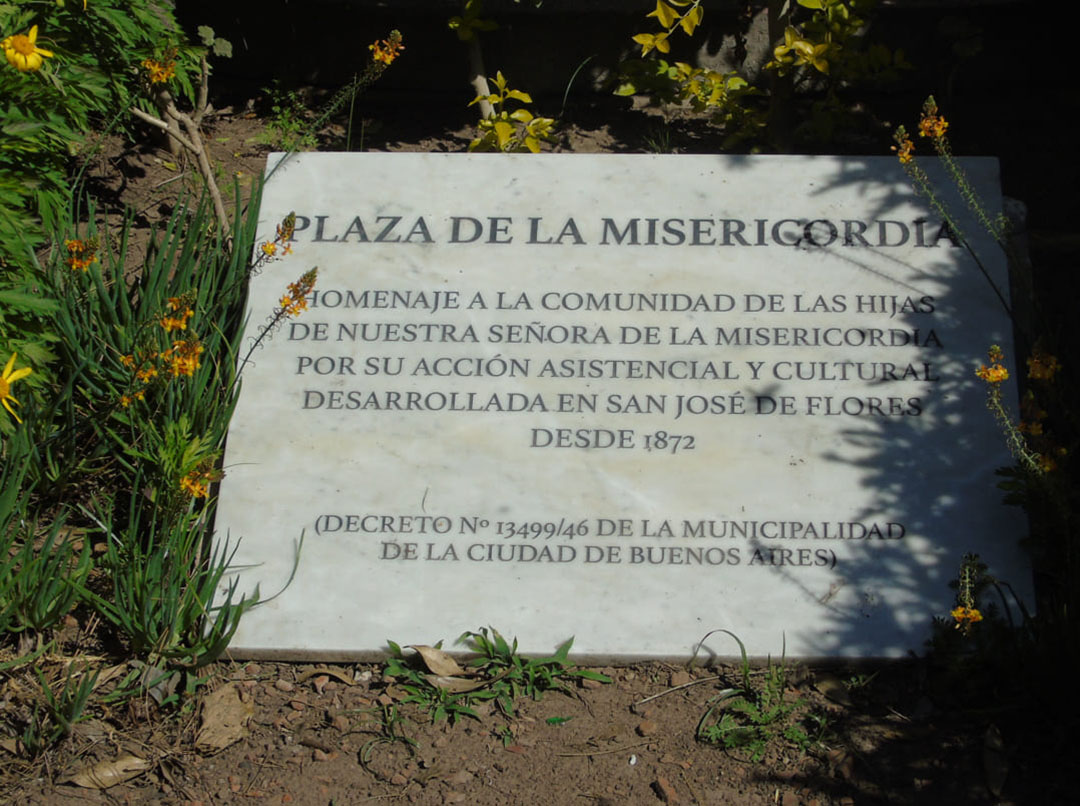 PLAZA DE LA MISERICORDIA
HOMENAJE A LA COMUNIDAD DE LAS HIJAS
DE NUESTRA SEÑORA DE LA MISERICORDIA
POR SU ACCIÓN ASISTENCIAL Y CULTURAL
DESARROLLADA EN SAN JOSÉ DE FLORES
DESDE 1872
(DECRETO Nº 13499/46 DE LA MUNICIPALIDAD
DE LA CIUDAD DE BUENOS AIRES)